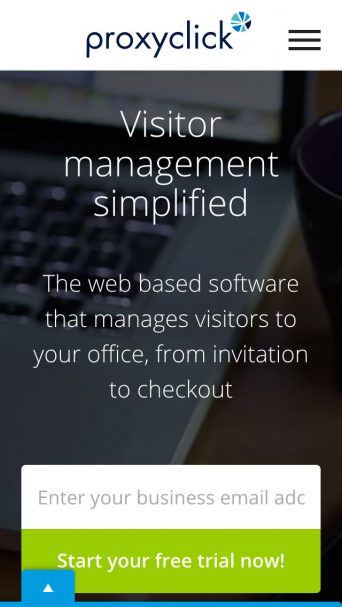 proxyclick
Visitor
management
simplified
The web based software
that manages visitors to
your office, from invitation
to checkout
Enter your business email adc
Start your free trial now!